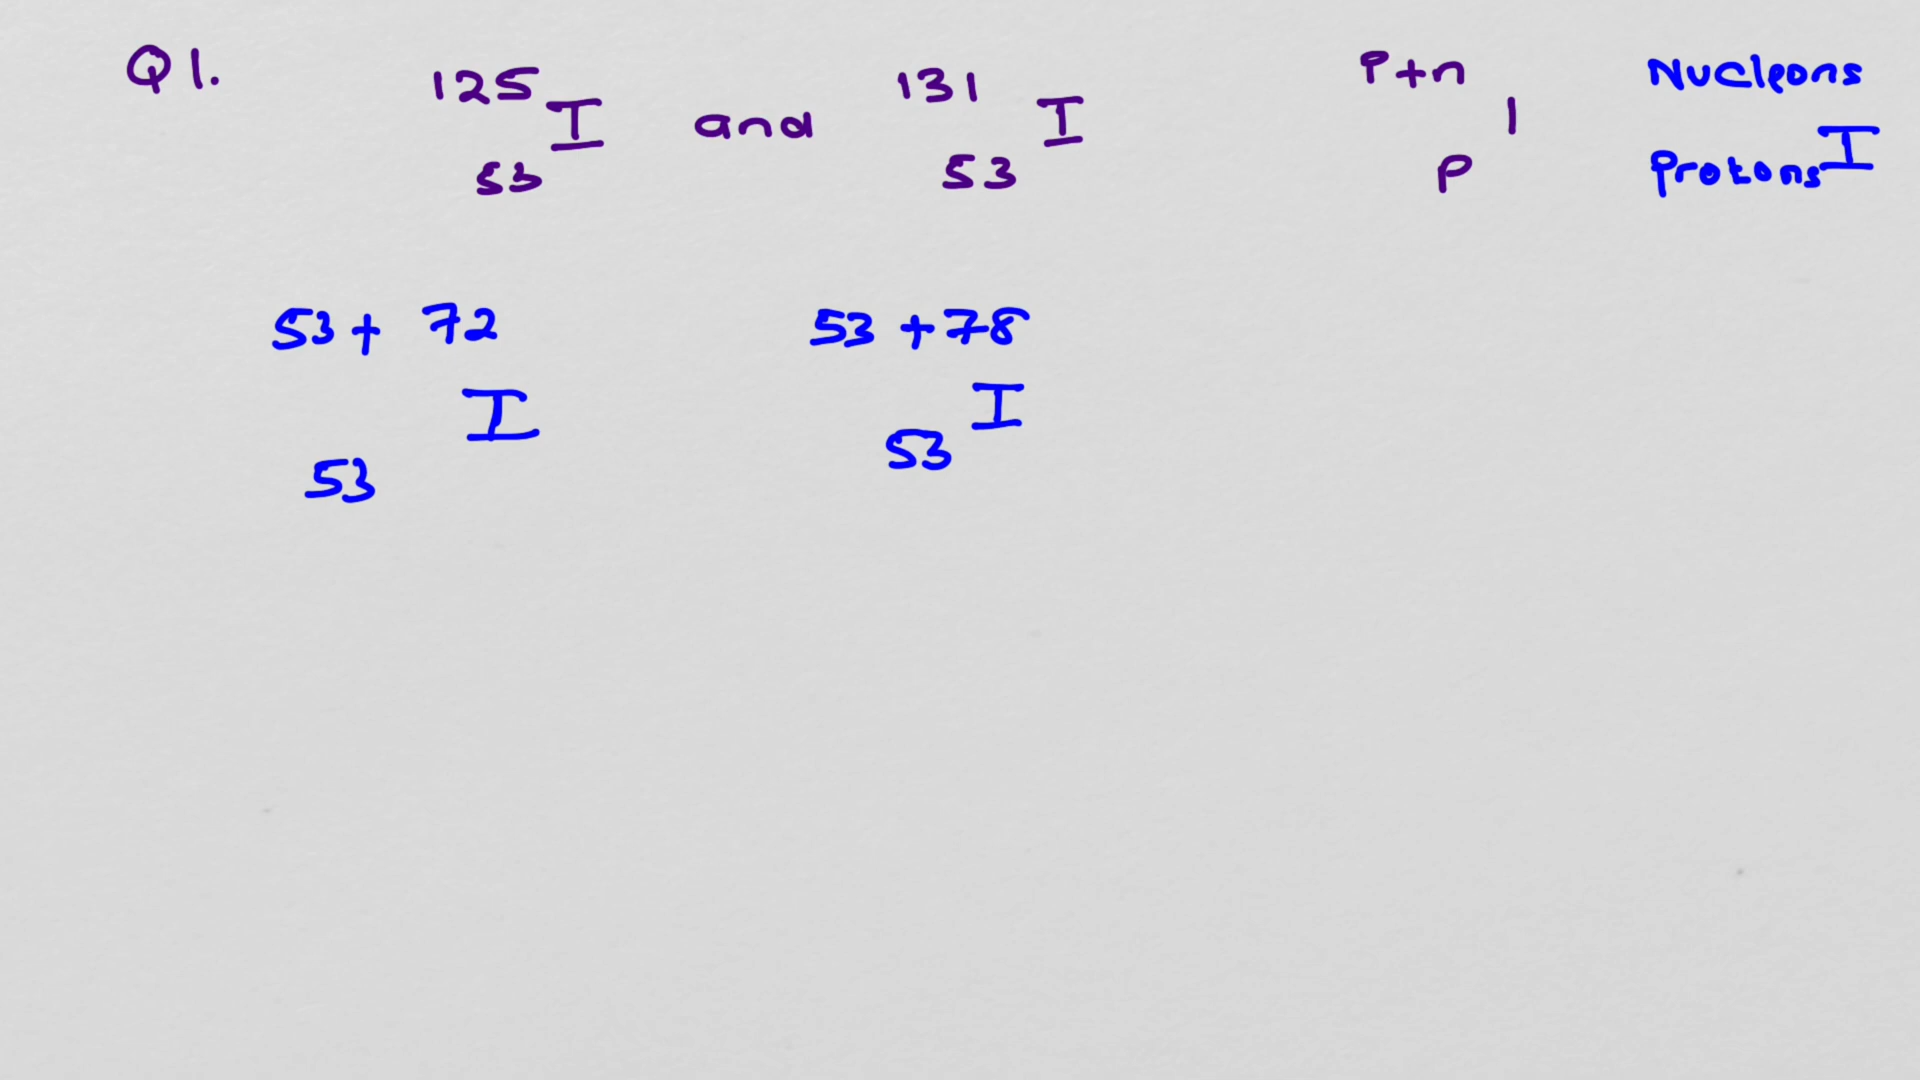 Q1. 125 I and 131 I P+n I Nucleons I
53 53 P Protons
53+ 72 53 +78
I I
53 53